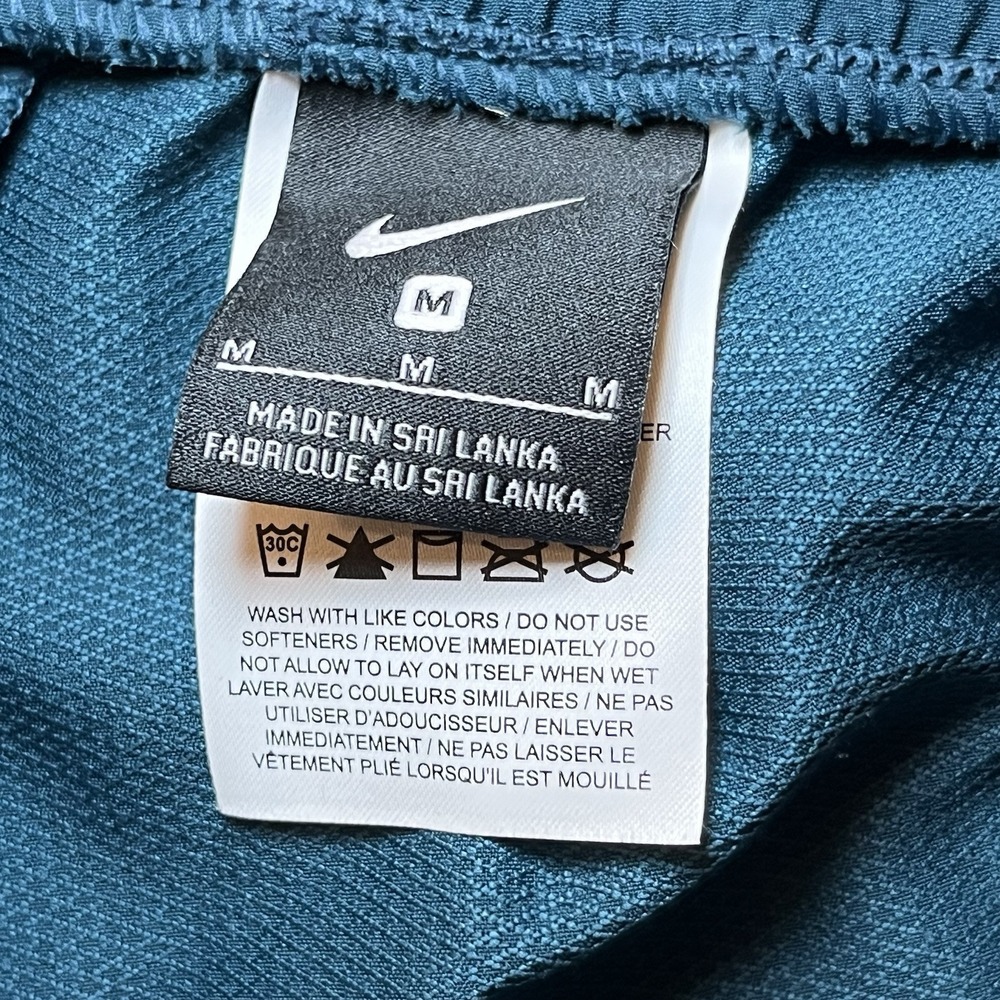 M
M M M
MADE IN SRI LANKA
FABRIQUE AU SRI LANKA
30C
WASH WITH LIKE COLORS / DO NOT USE
SOFTENERS / REMOVE IMMEDIATELY / DO
NOT ALLOW TO LAY ON ITSELF WHEN WET
LAVER AVEC COULEURS SIMILAIRES / NE PAS
UTILISER D'ADOUCISSEUR / ENLEVER
IMMEDIATEMENT / NE PAS LAISSER LE
VÊTEMENT PLIÉ LORSQU'IL EST MOUILLÉ